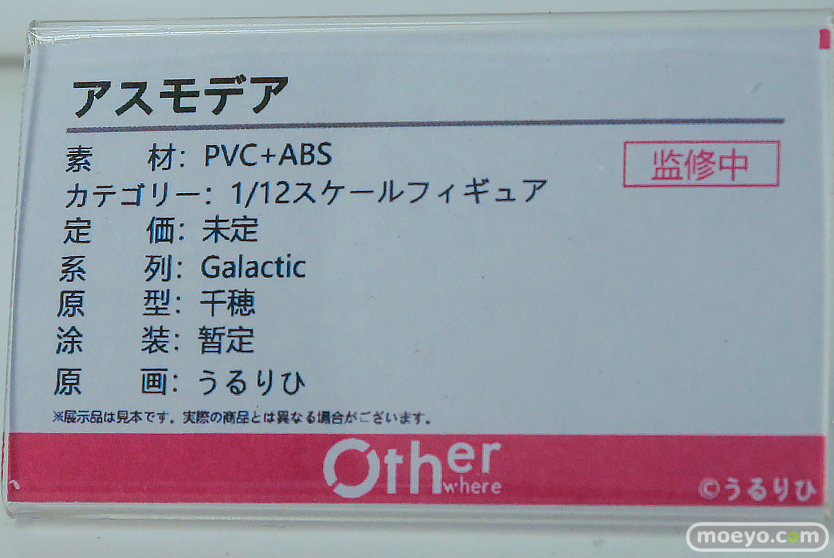 アスモデア
素 材：PVC+ABS
监修中
カテゴリー：1/12スケールフィギュア
定 価：未定
系 列：Galactic
原 型：千穂
涂 装：暂定
原 画：うるりひ
※展示品は見本です。実際の商品とは異なる場合がございます。
Other
where
©うるりひ
moeyo.com